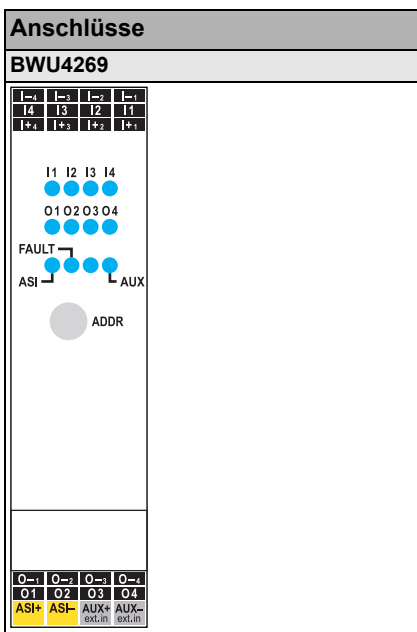 Anschlüsse
BWU4269
I–4 I–3 I–2 I–1
I4 I3 I2 I1
I+4 I+3 I+2 I+1
I1 I2 I3 I4
O1 O2 O3 O4
FAULT
ASI AUX
ADDR
O–1 O–2 O–3 O–4
O1 O2 O3 O4
ASI+ ASI– AUX+ AUX–
ext.in ext.in